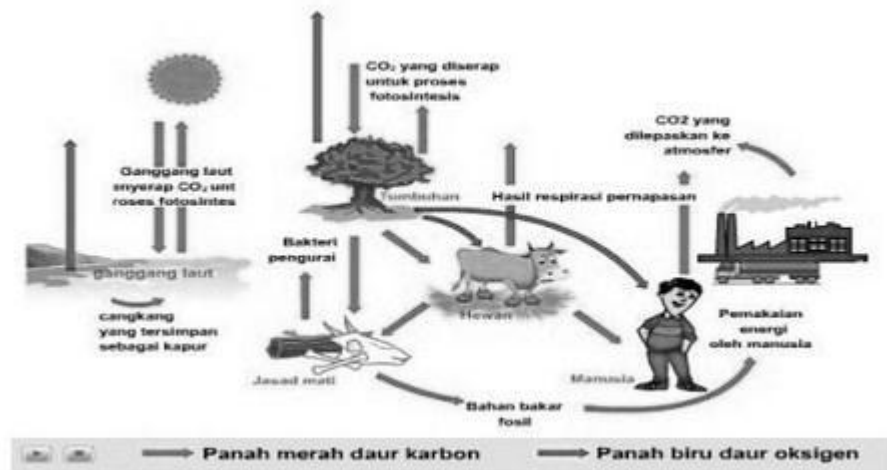 CO₂ yang diserap
untuk proses
fotosintesis
CO2 yang
dilepaskan ke
atmosfer
Ganggang laut
nyerap CO₂ unt
roses fotosintes
Tumbuhan
Hasil respirasi pernapasan
Bakteri
pengurai
ganggang laut
cangkang
yang tersimpan
sebagai kapur
Hewan
Pemakaian
energi
oleh manusia
Jasad mati
Manusia
Bahan bakar
fosil
Panah merah daur karbon
Panah biru daur oksigen